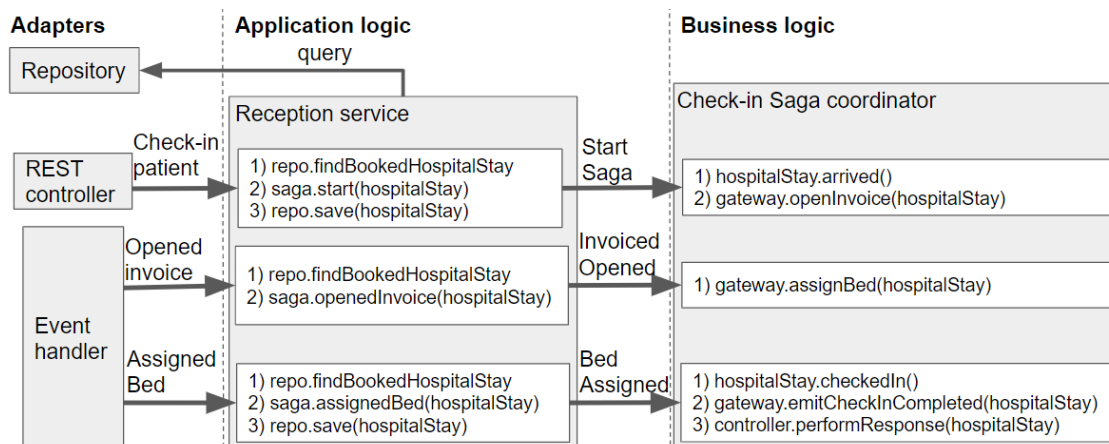 Adapters
Application logic
Business logic
query
Repository
Reception service
Check-in Saga coordinator
Check-in
patient
REST
controller
1) repo.findBookedHospitalStay
2) saga.start(hospitalStay)
3) repo.save(hospitalStay)
Start
Saga
1) hospitalStay.arrived()
2) gateway.openInvoice(hospitalStay)
Opened
invoice
1) repo.findBookedHospitalStay
2) saga.openedInvoice(hospitalStay)
Invoiced
Opened
1) gateway.assignBed(hospitalStay)
Event
handler
Assigned
Bed
1) repo.findBookedHospitalStay
2) saga.assignedBed(hospitalStay)
3) repo.save(hospitalStay)
Bed
Assigned
1) hospitalStay.checkedIn()
2) gateway.emitCheckInCompleted(hospitalStay)
3) controller.performResponse(hospitalStay)